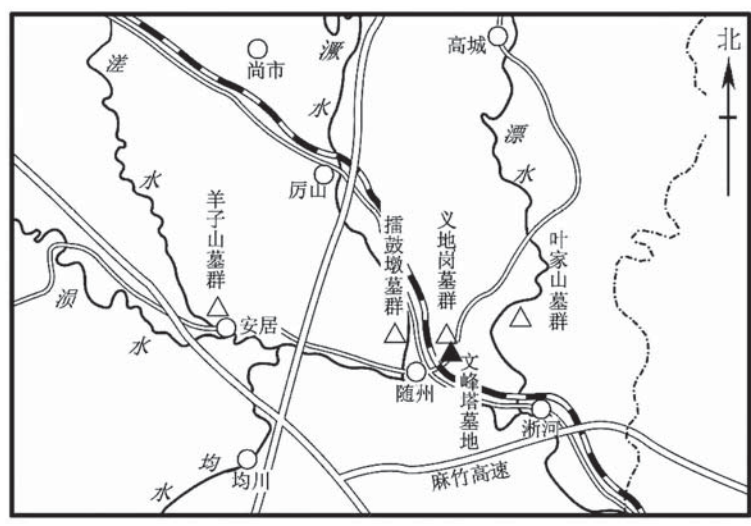 尚市
㵐水
高城
北
溠水
漂水
厉山
羊子山墓群
擂鼓墩墓群
义地岗墓群
叶家山墓群
涢水
安居
随州
文峰塔墓地
淅河
均川
均水
麻竹高速